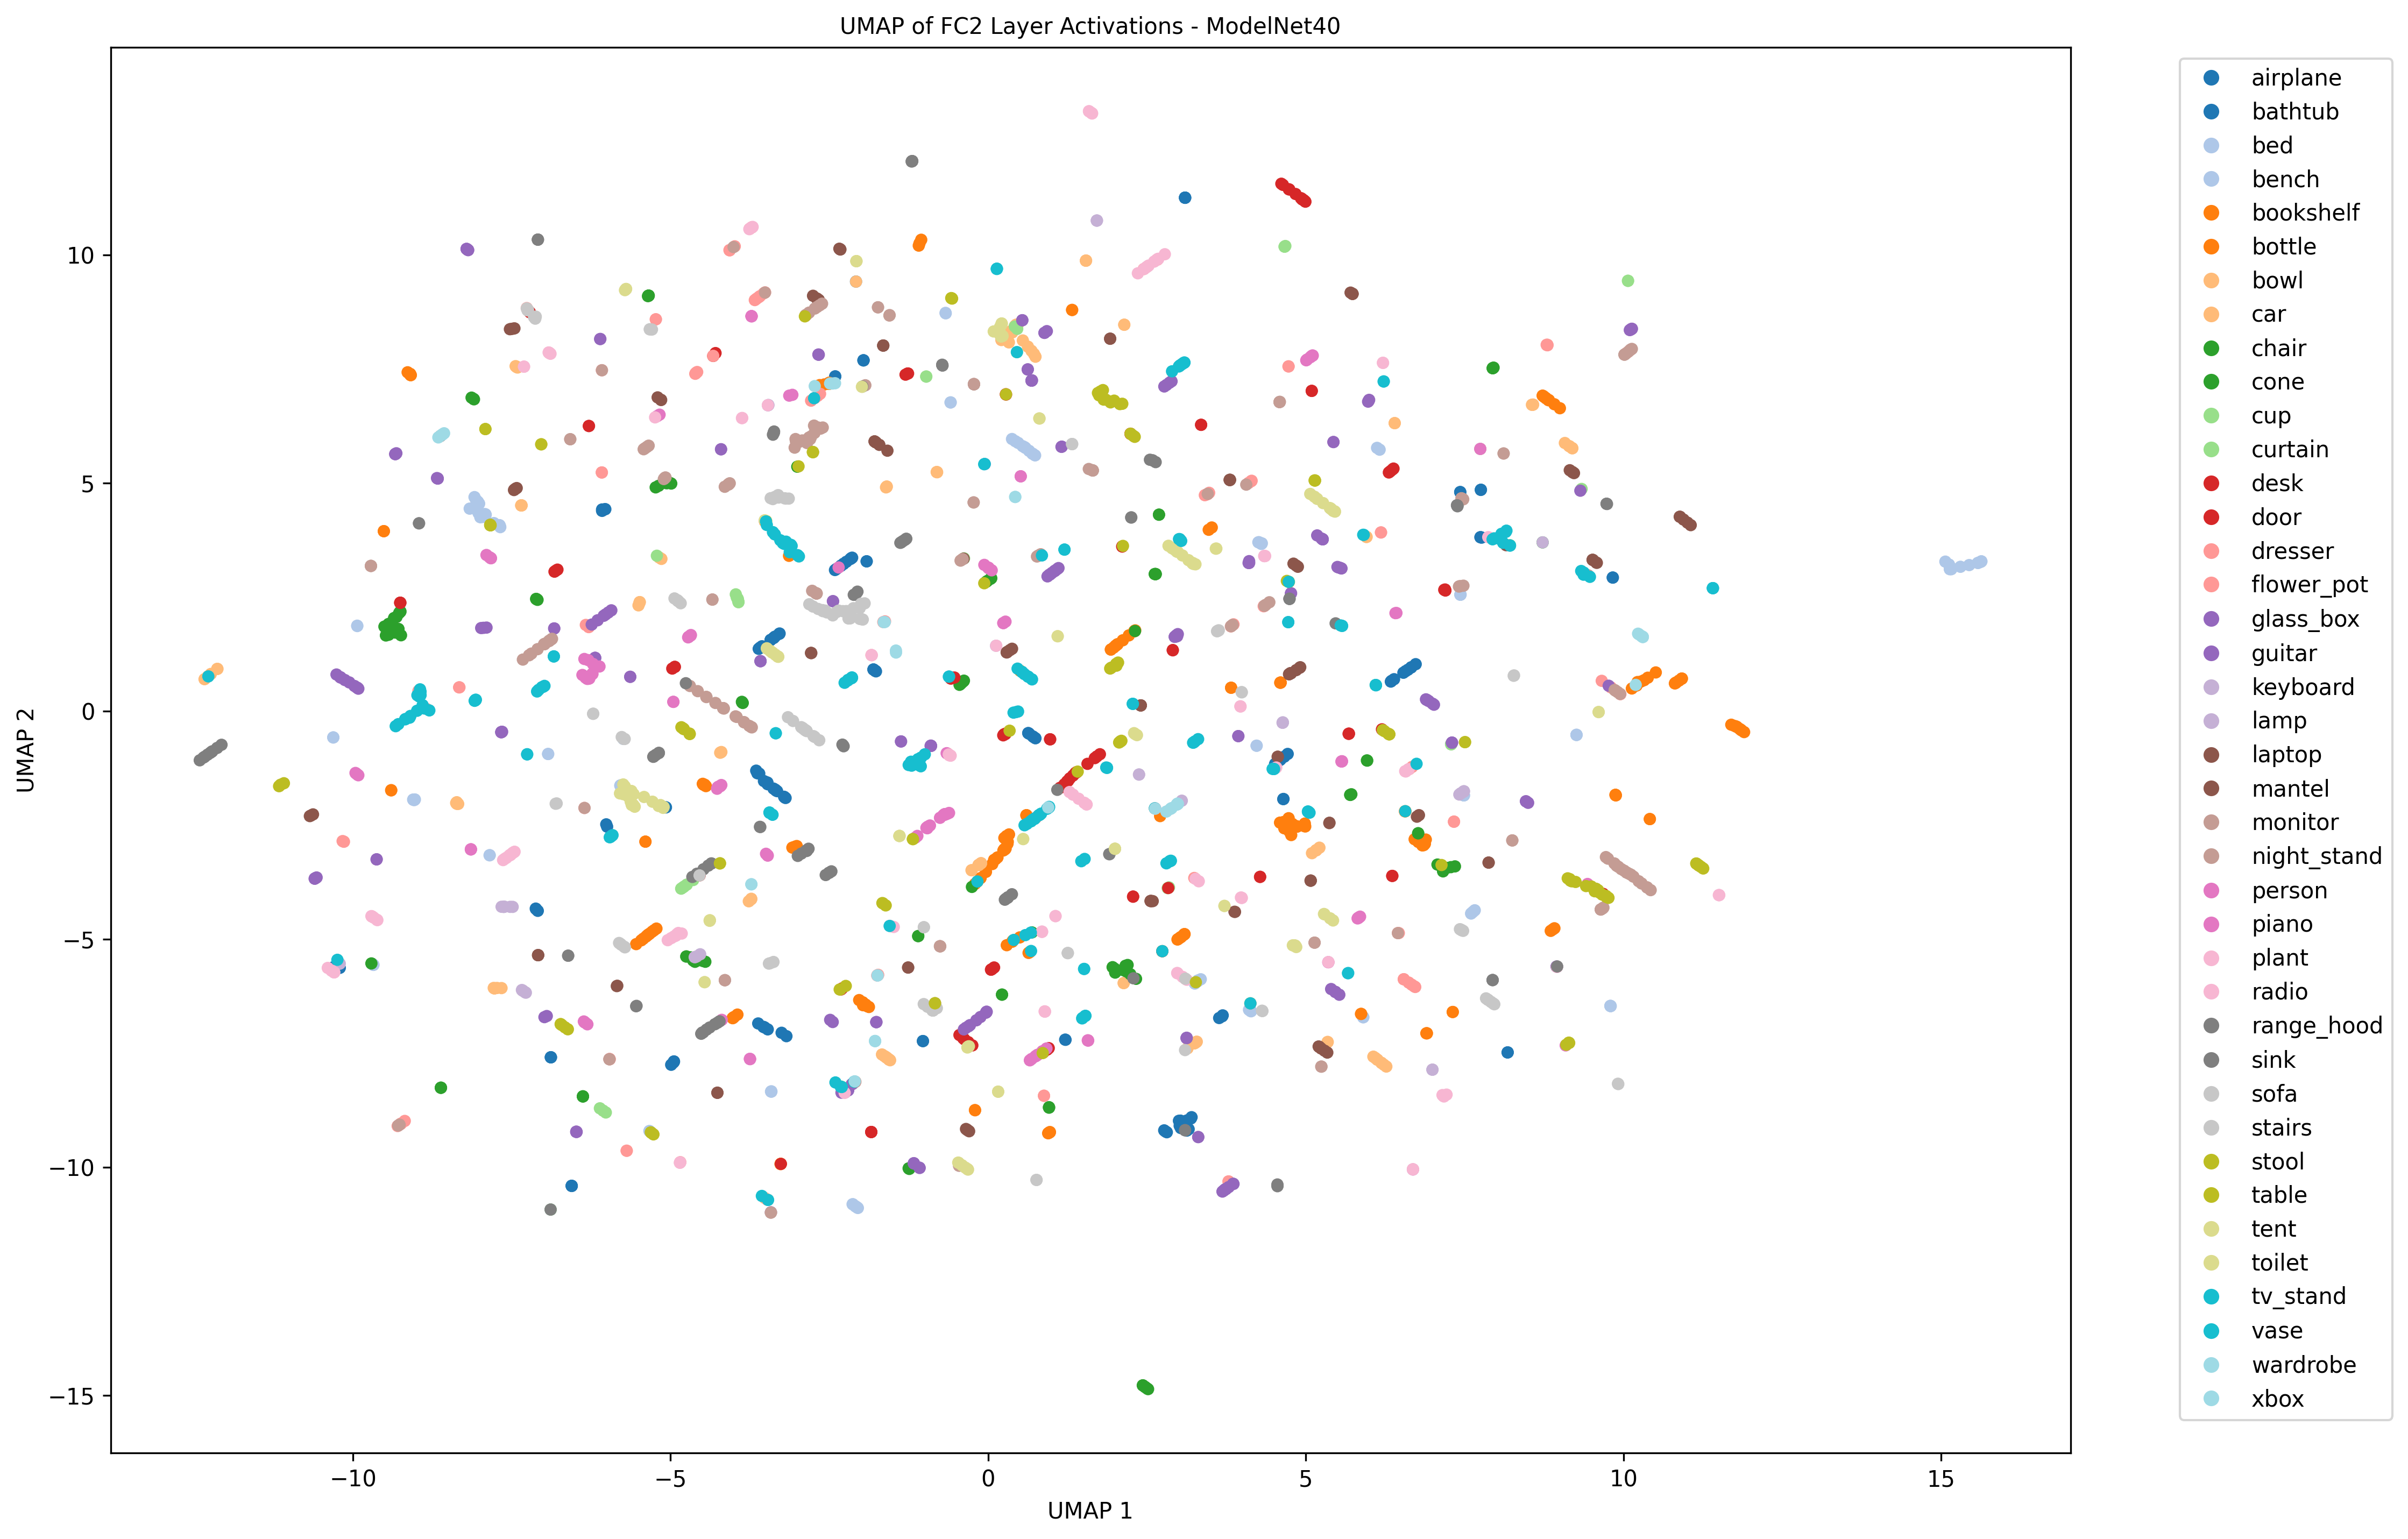 UMAP of FC2 Layer Activations - ModelNet40
10
5
0
−5
−10
−15
UMAP 2
−10
−5
0
5
10
15
UMAP 1
airplane
bathtub
bed
bench
bookshelf
bottle
bowl
car
chair
cone
cup
curtain
desk
door
dresser
flower_pot
glass_box
guitar
keyboard
lamp
laptop
mantel
monitor
night_stand
person
piano
plant
radio
range_hood
sink
sofa
stairs
stool
table
tent
toilet
tv_stand
vase
wardrobe
xbox